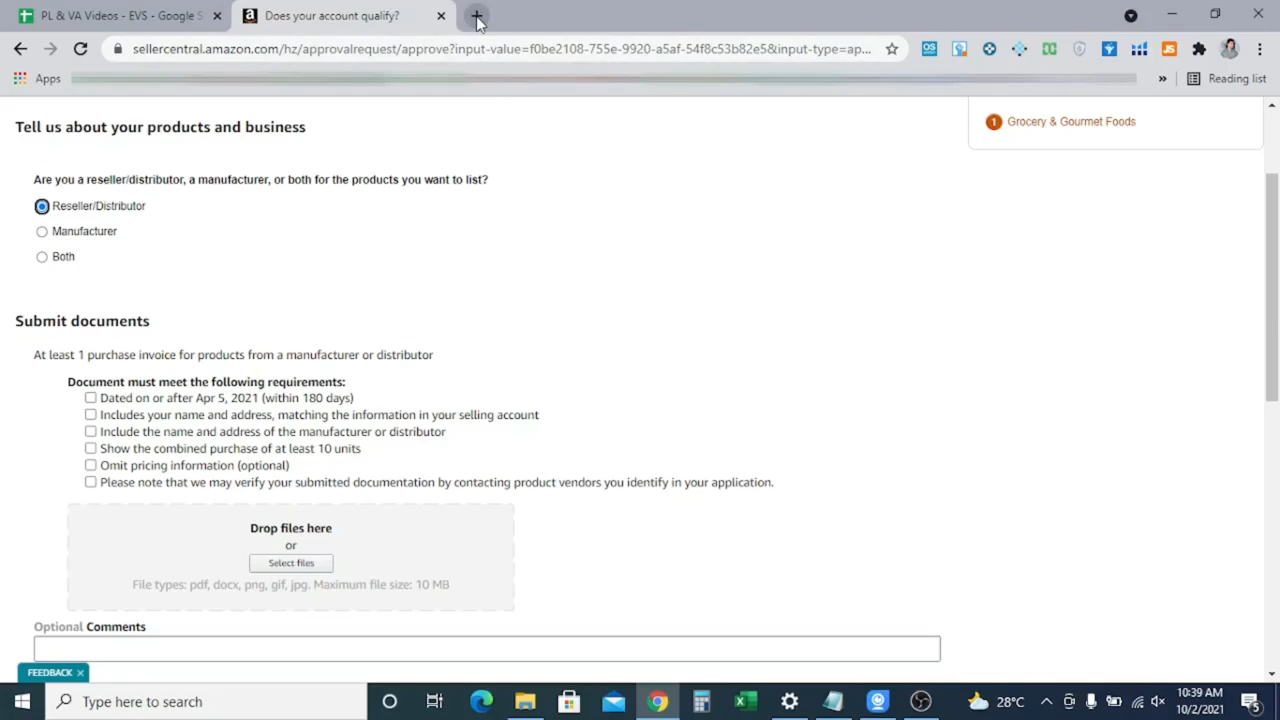 PL & VA Videos - EVS - Google S
Does your account qualify?
sellercentral.amazon.com/hz/approvalrequest/approve?input-value=f0be2108-755e-9920-a5af-54f8c53b82e5&input-type=ap...
Apps
Reading list
Tell us about your products and business
1 Grocery & Gourmet Foods
Are you a reseller/distributor, a manufacturer, or both for the products you want to list?
Reseller/Distributor
Manufacturer
Both
Submit documents
At least 1 purchase invoice for products from a manufacturer or distributor
Document must meet the following requirements:
Dated on or after Apr 5, 2021 (within 180 days)
Includes your name and address, matching the information in your selling account
Include the name and address of the manufacturer or distributor
Show the combined purchase of at least 10 units
Omit pricing information (optional)
Please note that we may verify your submitted documentation by contacting product vendors you identify in your application.
Drop files here
or
Select files
File types: pdf, docx, png, gif, jpg. Maximum file size: 10 MB
Optional Comments
FEEDBACK
Type here to search
28°C
10:39 AM
10/2/2021
5